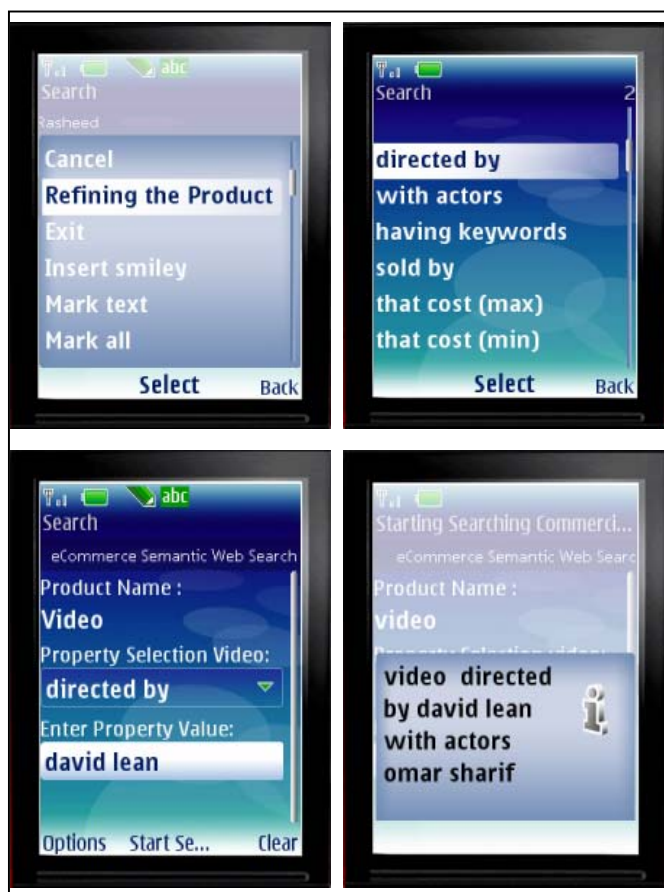 abc
Search
Rasheed
Cancel
Refining the Product
Exit
Insert smiley
Mark text
Mark all
Select Back
Search 2
directed by
with actors
having keywords
sold by
that cost (max)
that cost (min)
Select Back
abc
Search
eCommerce Semantic Web Search
Product Name :
Video
Property Selection Video:
directed by
Enter Property Value:
david lean
Options Start Se... Clear
Starting Searching Commerci...
eCommerce Semantic Web Searc
Product Name :
video
Property Selection video:
video directed
by david lean
with actors
omar sharif